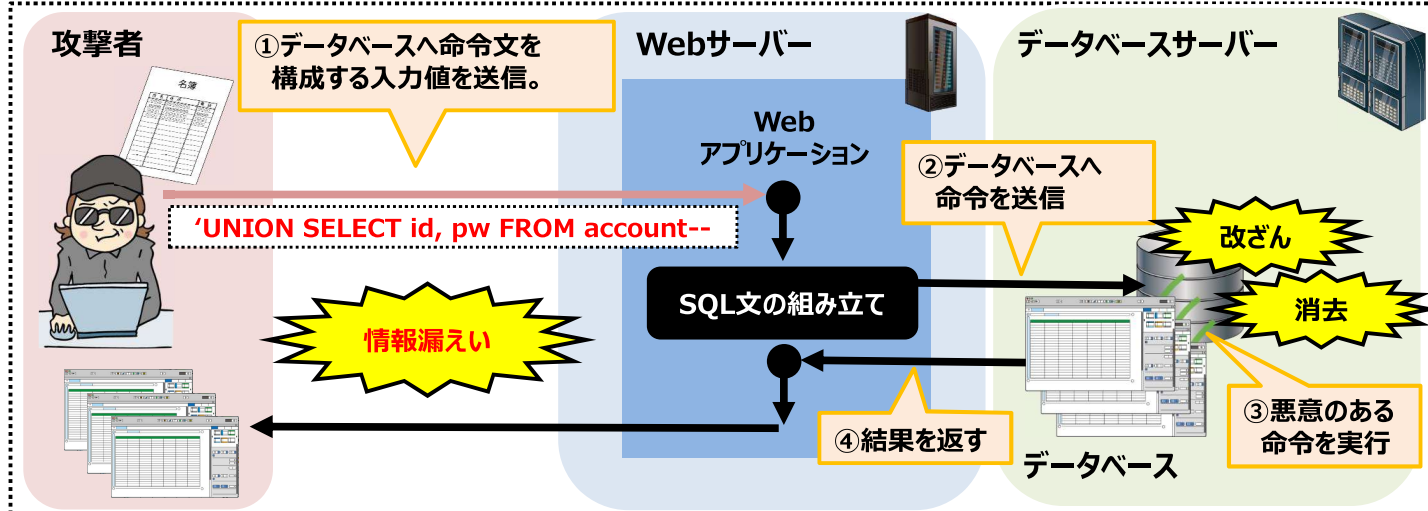 攻撃者
①データベースへ命令文を
構成する入力値を送信。
Webサーバー
データベースサーバー
名簿
Web
アプリケーション
②データベースへ
命令を送信
‘UNION SELECT id, pw FROM account--
改ざん
SQL文の組み立て
消去
情報漏えい
③悪意のある
命令を実行
④結果を返す
データベース